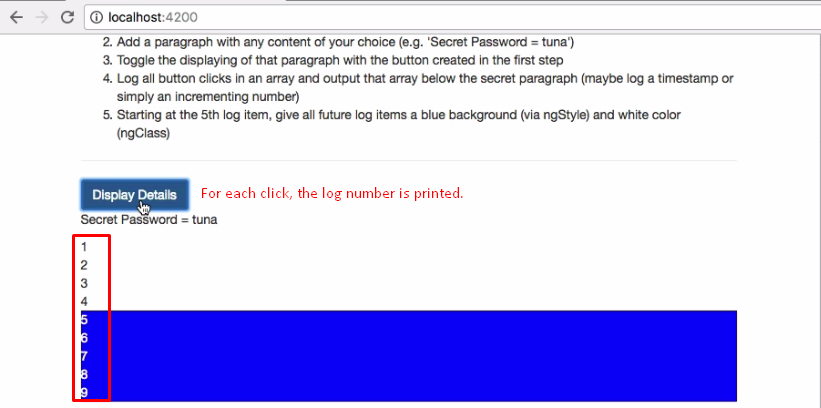 localhost:4200
2. Add a paragraph with any content of your choice (e.g. 'Secret Password = tuna')
3. Toggle the displaying of that paragraph with the button created in the first step
4. Log all button clicks in an array and output that array below the secret paragraph (maybe log a timestamp or
simply an incrementing number)
5. Starting at the 5th log item, give all future log items a blue background (via ngStyle) and white color
(ngClass)
Display Details For each click, the log number is printed.
Secret Password = tuna
1
2
3
4
5
6
7
8
9